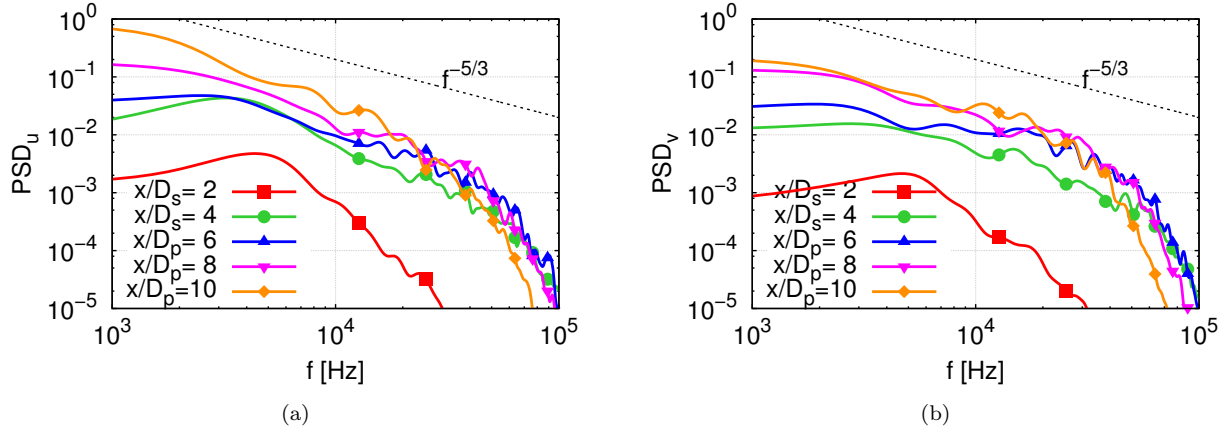 10^0
10^-1
10^-2
10^-3
10^-4
10^-5
PSD_u
f^-5/3
x/D_s= 2
x/D_s= 4
x/D_p= 6
x/D_p= 8
x/D_p=10
10^3
10^4
10^5
f [Hz]
(a)
10^0
10^-1
10^-2
10^-3
10^-4
10^-5
PSD_v
f^-5/3
x/D_s= 2
x/D_s= 4
x/D_p= 6
x/D_p= 8
x/D_p=10
10^3
10^4
10^5
f [Hz]
(b)